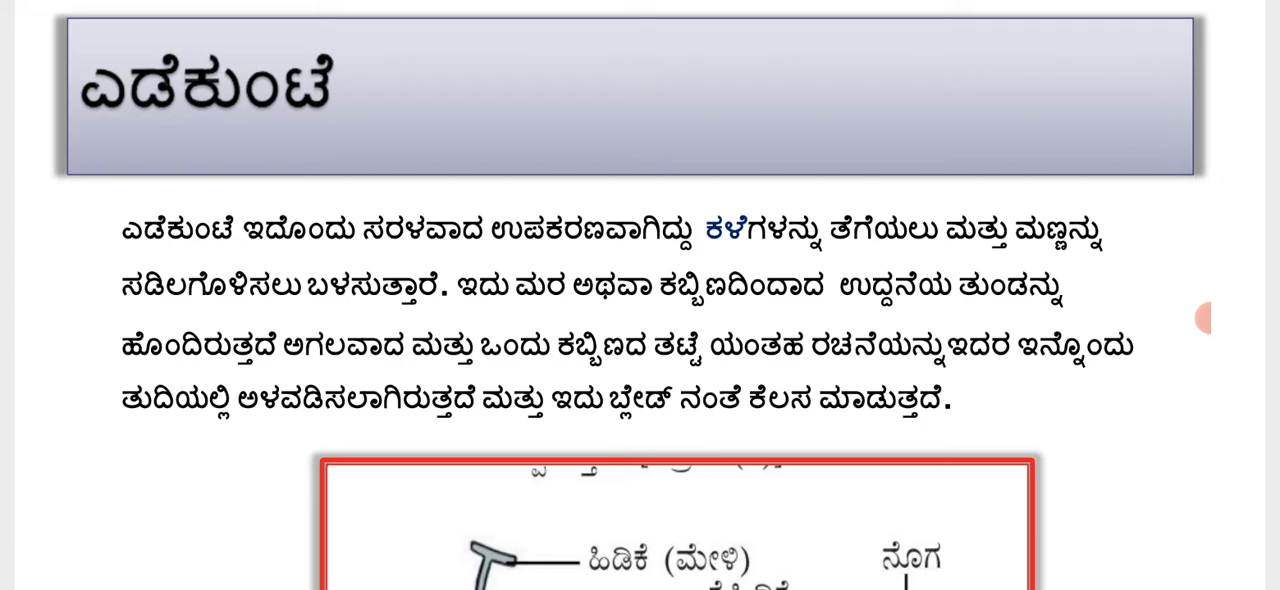 ಎಡೆಕುಂಟೆ
ಎಡೆಕುಂಟೆ ಇದೊಂದು ಸರಳವಾದ ಉಪಕರಣವಾಗಿದ್ದು ಕಳೆಗಳನ್ನು ತೆಗೆಯಲು ಮತ್ತು ಮಣ್ಣನ್ನು
ಸಡಿಲಗೊಳಿಸಲು ಬಳಸುತ್ತಾರೆ. ಇದು ಮರ ಅಥವಾ ಕಬ್ಬಿಣದಿಂದಾದ ಉದ್ದನೆಯ ತುಂಡನ್ನು
ಹೊಂದಿರುತ್ತದೆ ಅಗಲವಾದ ಮತ್ತು ಒಂದು ಕಬ್ಬಿಣದ ತಟ್ಟೆ ಯಂತಹ ರಚನೆಯನ್ನು ಇದರ ಇನ್ನೊಂದು
ತುದಿಯಲ್ಲಿ ಅಳವಡಿಸಲಾಗಿರುತ್ತದೆ ಮತ್ತು ಇದು ಬ್ಲೇಡ್ ನಂತೆ ಕೆಲಸ ಮಾಡುತ್ತದೆ.
ಹಿಡಿಕೆ (ಮೇಳಿ) ನೊಗ